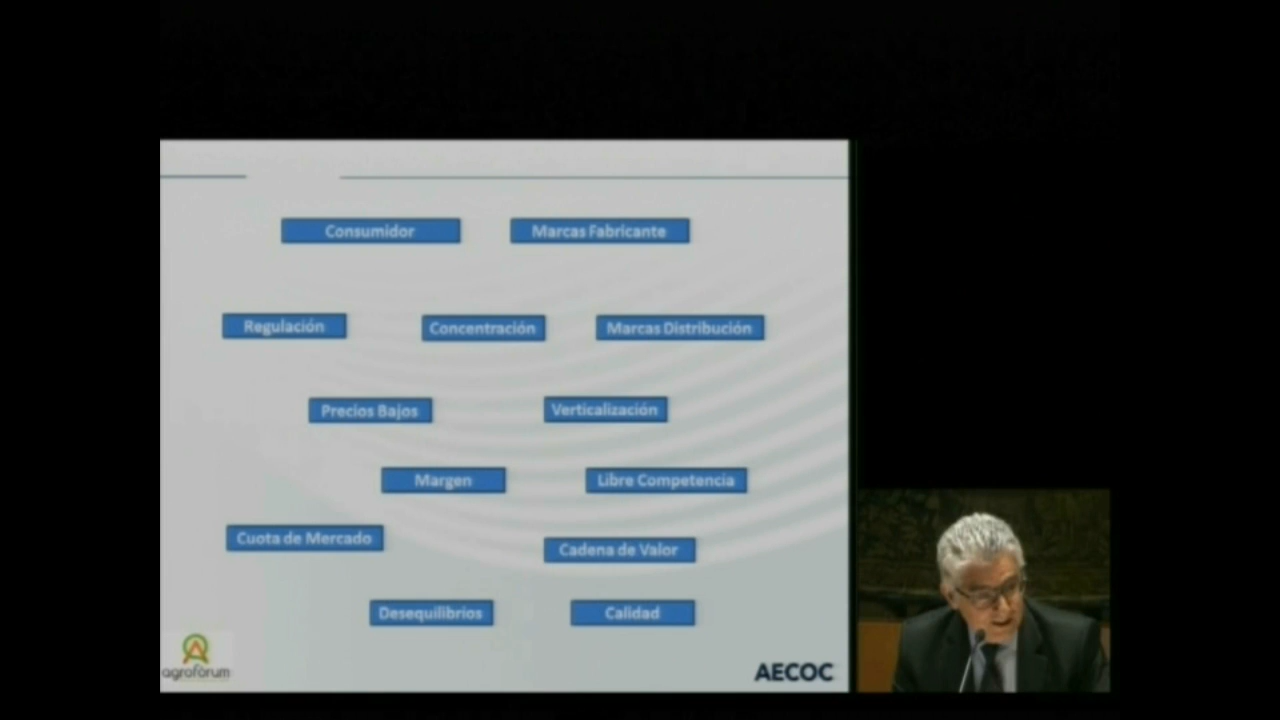 Consumidor
Marcas Fabricante
Regulación
Concentración
Marcas Distribución
Precios Bajos
Verticalización
Margen
Libre Competencia
Cuota de Mercado
Cadena de Valor
Desequilibrios
Calidad
agrofòrum
AECOC